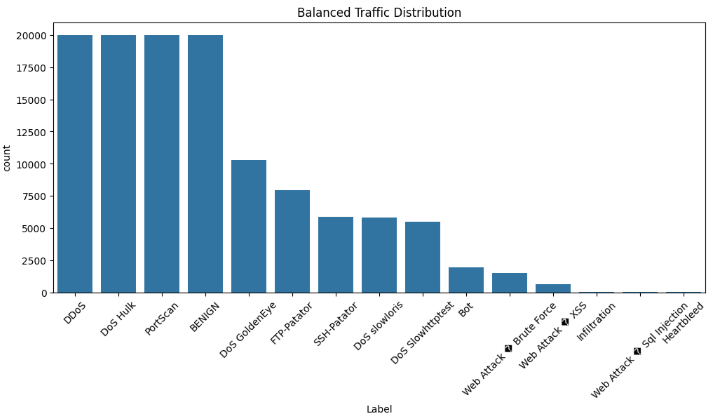 Balanced Traffic Distribution
count
20000
17500
15000
12500
10000
7500
5000
2500
0
DDoS
DoS Hulk
PortScan
BENIGN
DoS GoldenEye
FTP-Patator
SSH-Patator
DoS slowloris
DoS Slowhttptest
Bot
Web Attack � Brute Force
Web Attack � XSS
Infiltration
Web Attack � Sql Injection
Heartbleed
Label